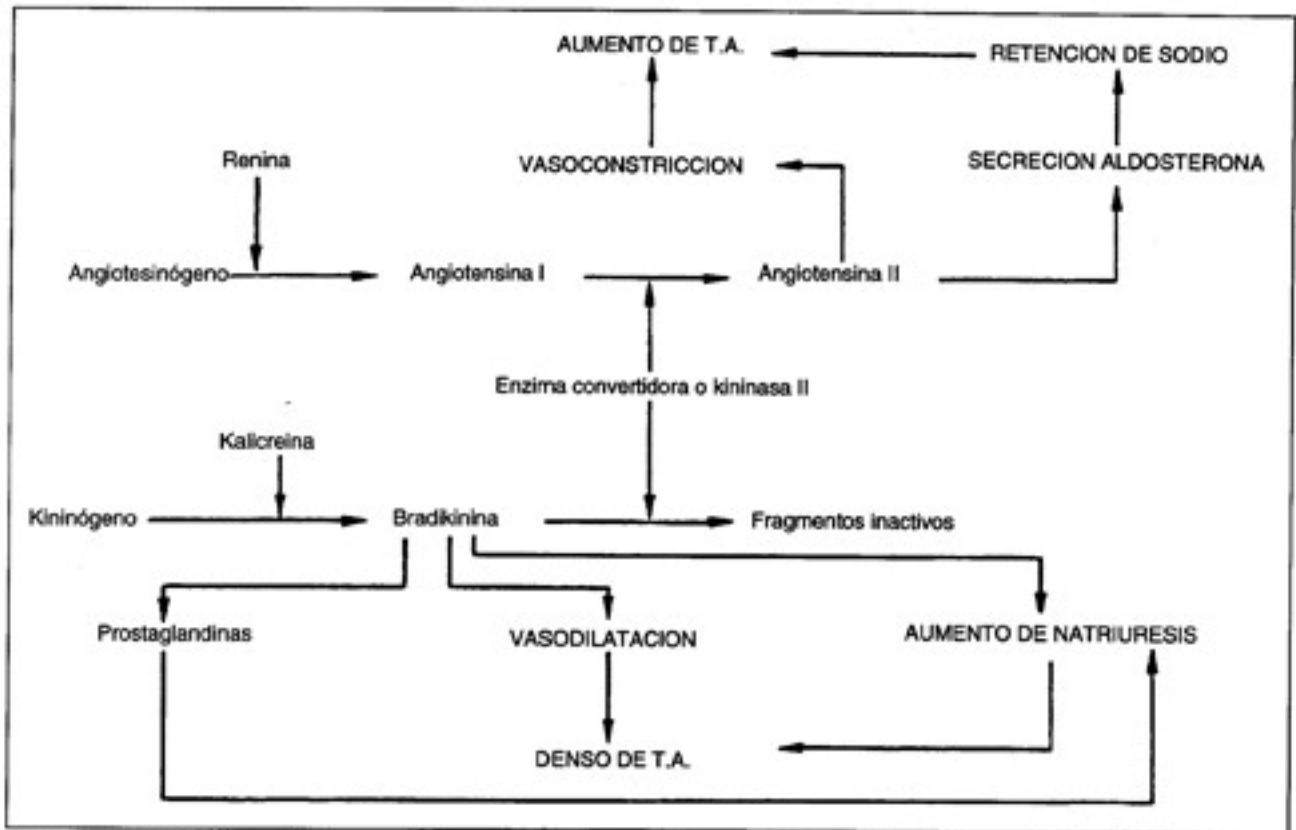 AUMENTO DE T.A.
RETENCION DE SODIO
Renina
VASOCONSTRICCION
SECRECION ALDOSTERONA
Angiotesinógeno
Angiotensina I
Angiotensina II
Enzima convertidora o kininasa II
Kalicreina
Kininógeno
Bradikinina
Fragmentos inactivos
Prostaglandinas
VASODILATACION
AUMENTO DE NATRIURESIS
DENSO DE T.A.